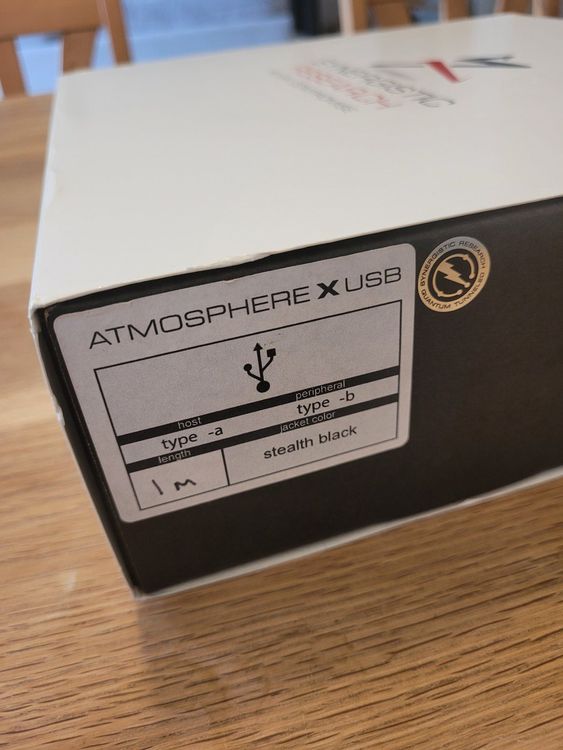 SYNERGISTIC
RESEARCH
ATMOSPHERE X USB
SYNERGISTIC RESEARCH
QUANTUM TUNNELED
host
peripheral
type -a
type -b
length
jacket color
1 m
stealth black